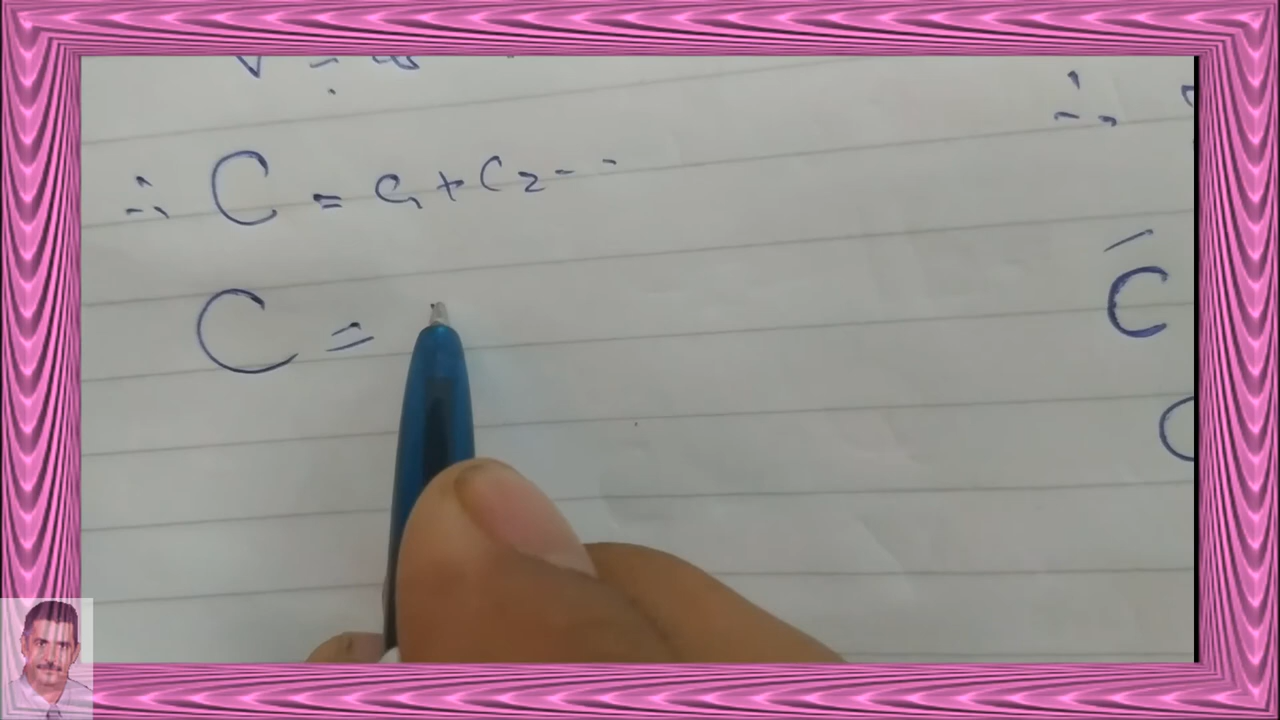 ∴ C = C1 + C2 - -
C =
C